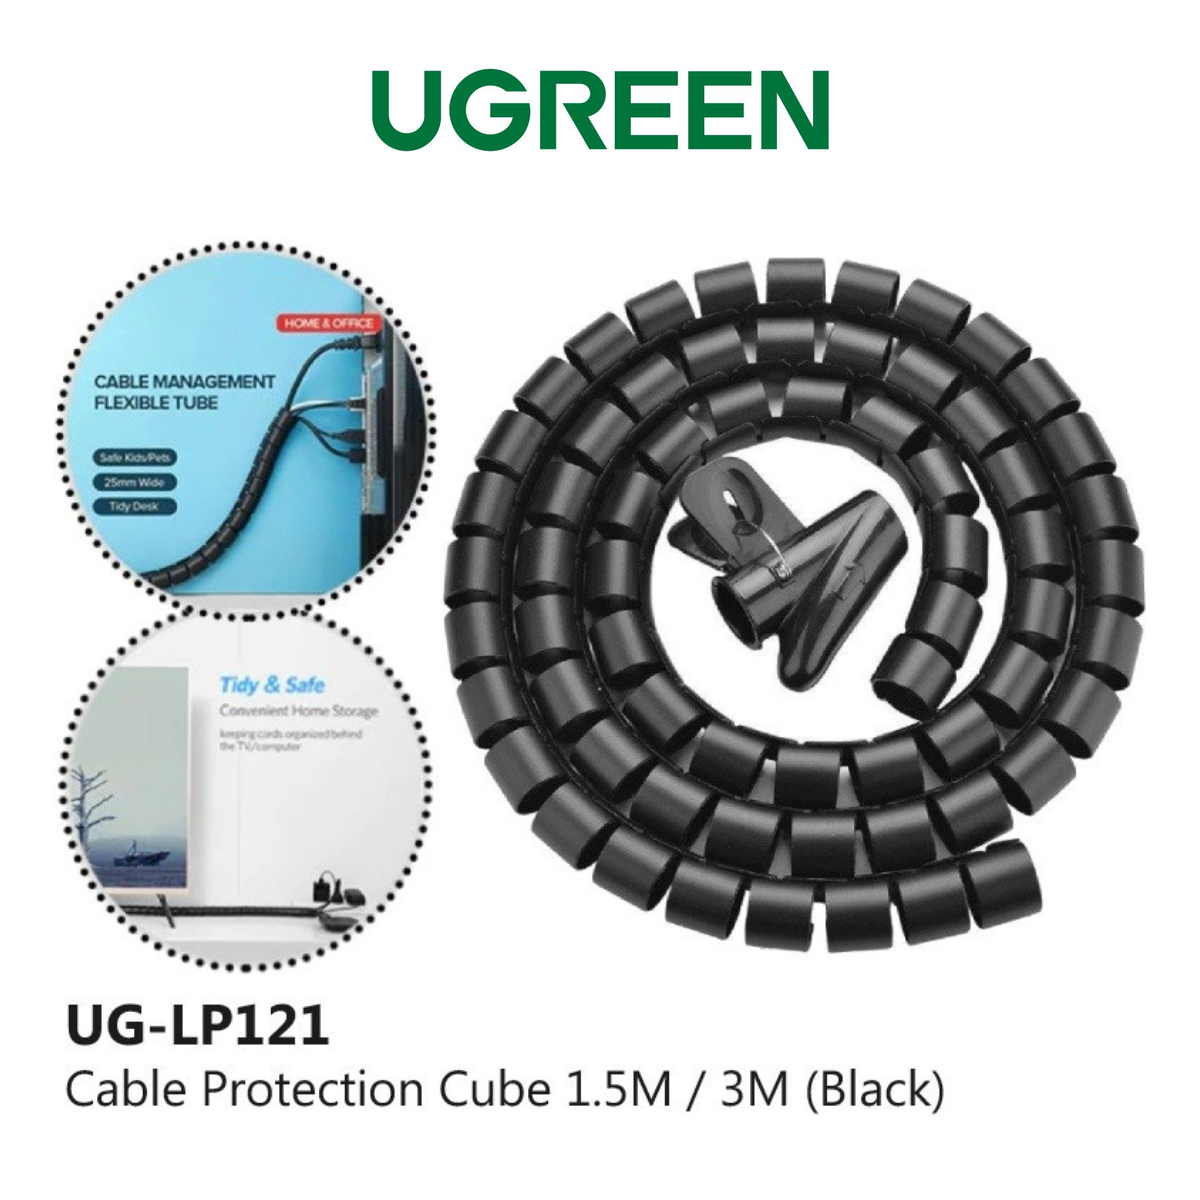 UGREEN
HOME & OFFICE
CABLE MANAGEMENT
FLEXIBLE TUBE
Safe Kids/Pets
25mm Wide
Tidy Desk
Tidy & Safe
Convenient Home Storage
keeping cords organized behind
the TV/computer
UG-LP121
Cable Protection Cube 1.5M / 3M (Black)